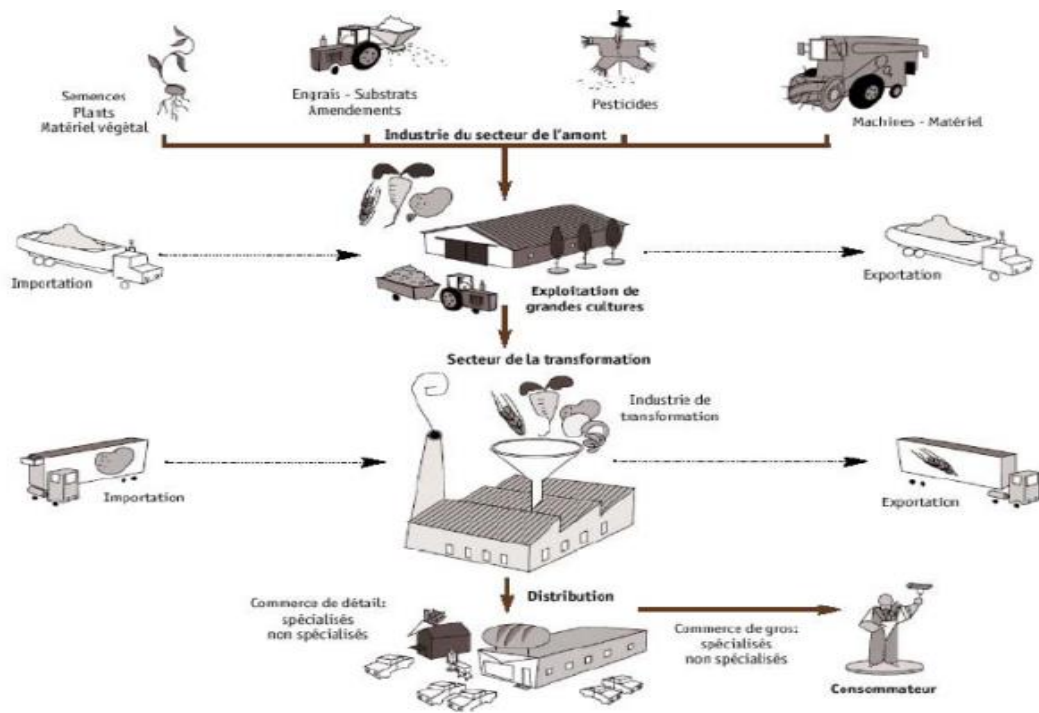 Semences
Plants
Matériel végétal
Engrais - Substrats
Amendements
Pesticides
Machines - Matériel
Industrie du secteur de l'amont
Importation
Exploitation de
grandes cultures
Exportation
Secteur de la transformation
Industrie de
transformation
Importation
Exportation
Distribution
Commerce de détail:
spécialisés
non spécialisés
Commerce de gros:
spécialisés
non spécialisés
Consommateur